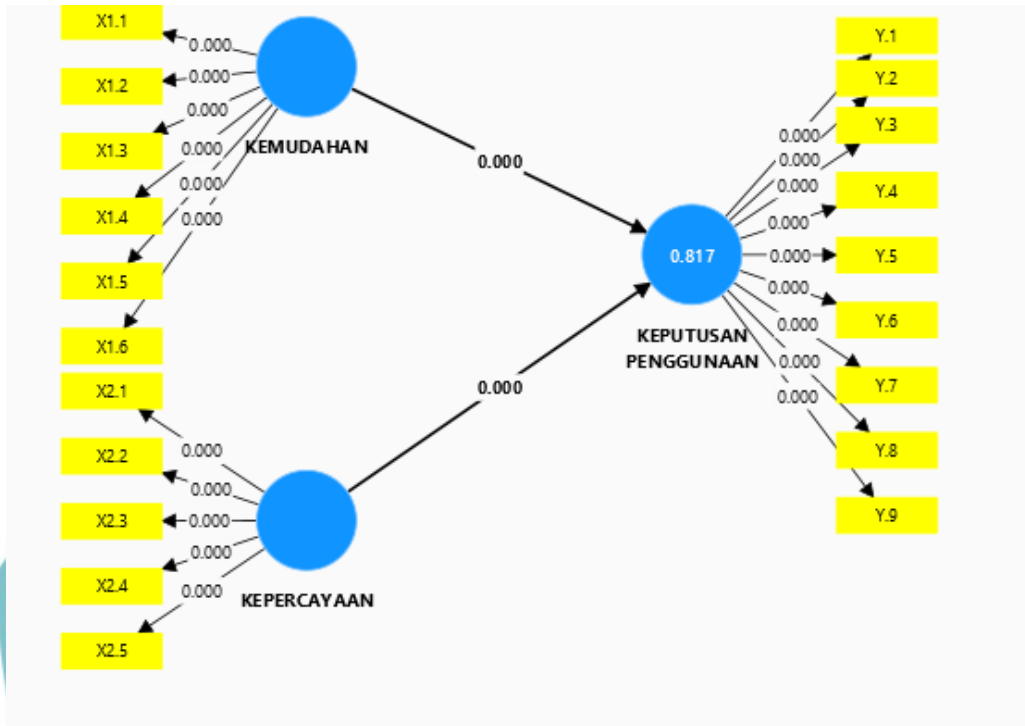 X1.1
0.000
X1.2
0.000
0.000
X1.3
0.000
KEMUDAHAN
X1.4
0.000
0.000
X1.5
X1.6
0.000
Y.1
Y.2
Y.3
0.000
0.000
0.000
Y.4
0.000
0.817
0.000
Y.5
0.000
Y.6
KEPUTUSAN
PENGGUNAAN
0.000
Y.7
0.000
0.000
Y.8
Y.9
X2.1
0.000
0.000
X2.2
0.000
X2.3
0.000
0.000
X2.4
0.000
KEPERCAYAAN
X2.5